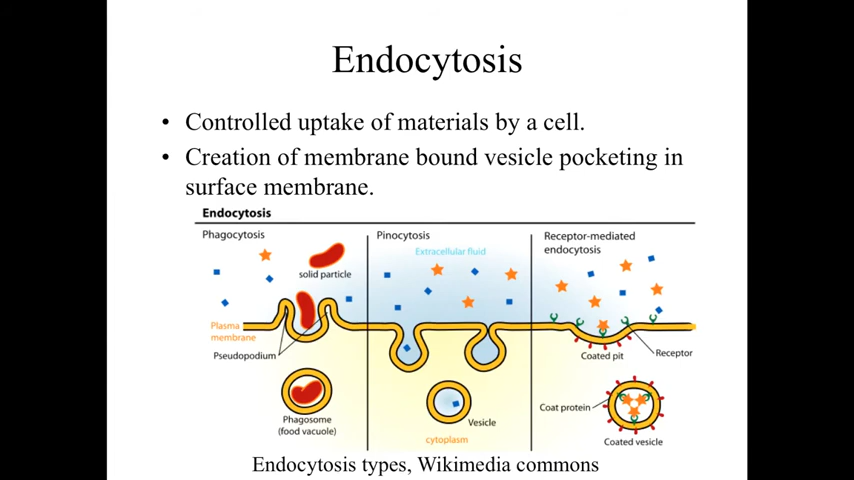 Endocytosis
• Controlled uptake of materials by a cell.
• Creation of membrane bound vesicle pocketing in
surface membrane.
Endocytosis
Phagocytosis
solid particle
Plasma
membrane
Pseudopodium
Phagosome
(food vacuole)
Pinocytosis
Extracellular fluid
Vesicle
cytoplasm
Receptor-mediated
endocytosis
Coated pit
Receptor
Coat protein
Coated vesicle
Endocytosis types, Wikimedia commons